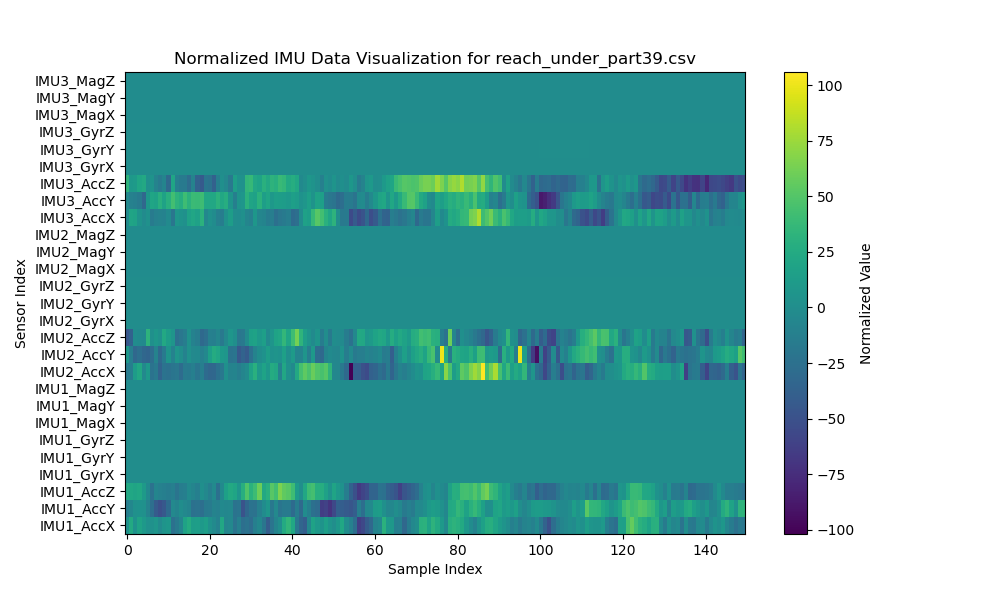 Normalized IMU Data Visualization for reach_under_part39.csv
IMU3_MagZ
IMU3_MagY
IMU3_MagX
IMU3_GyrZ
IMU3_GyrY
IMU3_GyrX
IMU3_AccZ
IMU3_AccY
IMU3_AccX
IMU2_MagZ
IMU2_MagY
IMU2_MagX
IMU2_GyrZ
IMU2_GyrY
IMU2_GyrX
IMU2_AccZ
IMU2_AccY
IMU2_AccX
IMU1_MagZ
IMU1_MagY
IMU1_MagX
IMU1_GyrZ
IMU1_GyrY
IMU1_GyrX
IMU1_AccZ
IMU1_AccY
IMU1_AccX
Sensor Index
0 20 40 60 80 100 120 140
Sample Index
100
75
50
25
0
−25
−50
−75
−100
Normalized Value